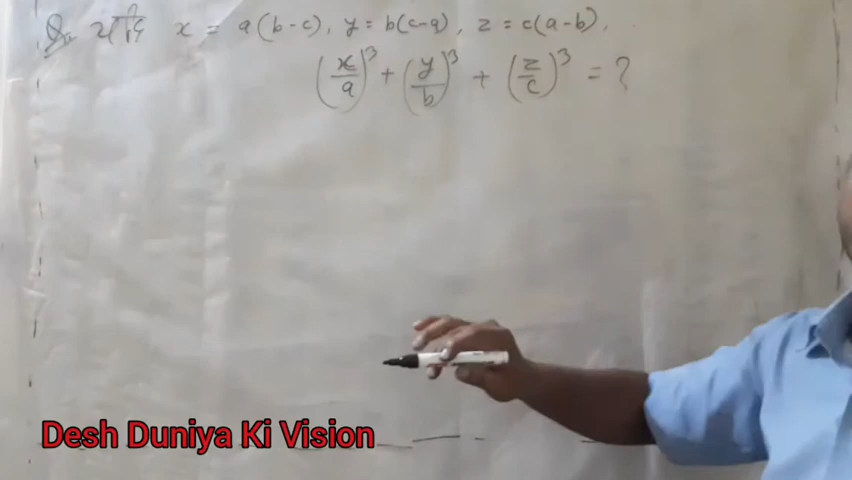 Q. यदि x = a(b-c), y = b(c-a), z = c(a-b),
(x/a)³ + (y/b)³ + (z/c)³ = ?
Desh Duniya Ki Vision